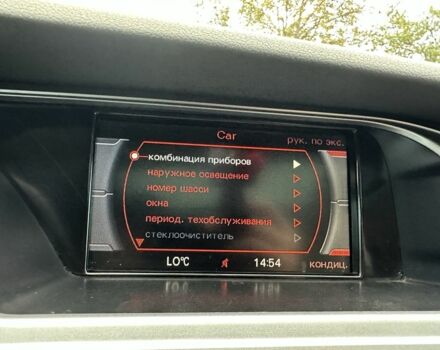 Car
рук. по экс.
комбинация приборов
наружное освещение
номер шасси
окна
период. техобслуживания
стеклоочиститель
LO°C 14:54 кондиц.